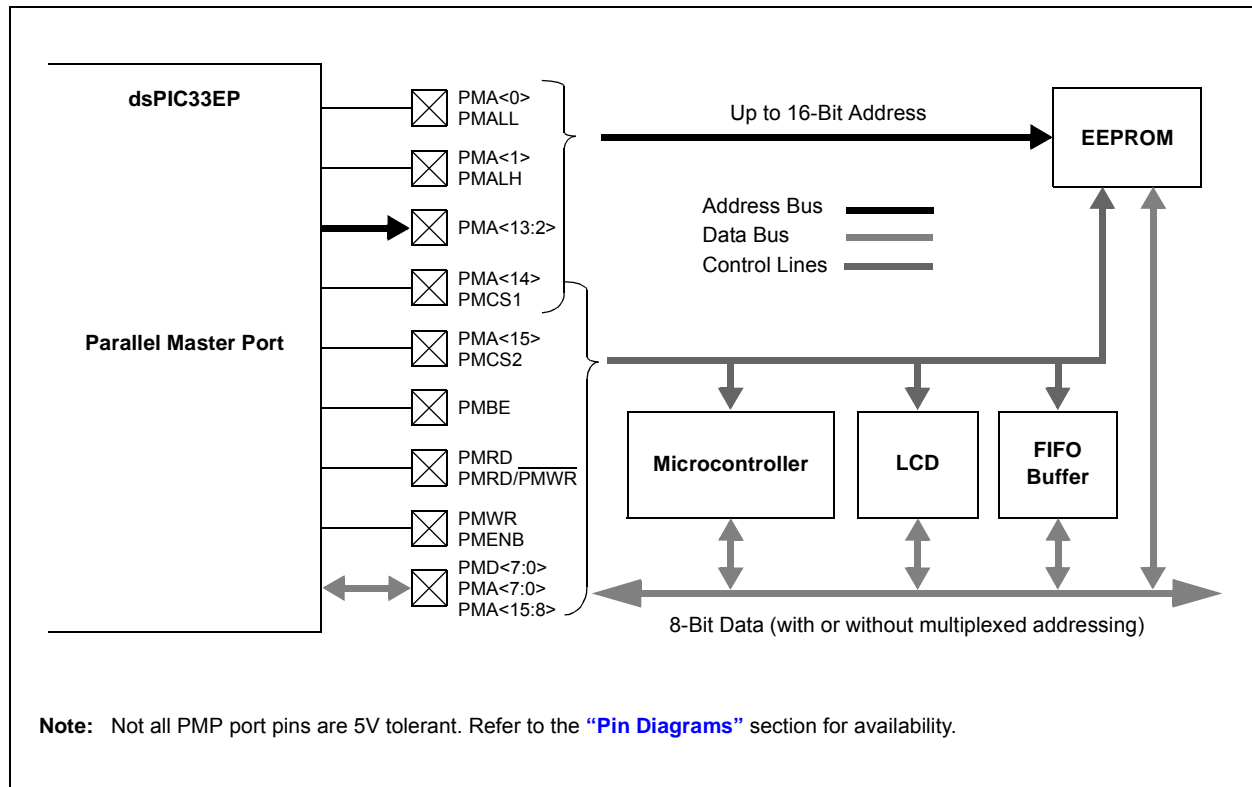 dsPIC33EP
Parallel Master Port
PMA<0>
PMALL
PMA<1>
PMALH
PMA<13:2>
PMA<14>
PMCS1
PMA<15>
PMCS2
PMBE
PMRD
PMRD/PMWR
PMWR
PMENB
PMD<7:0>
PMA<7:0>
PMA<15:8>
Up to 16-Bit Address
EEPROM
Address Bus
Data Bus
Control Lines
Microcontroller
LCD
FIFO
Buffer
8-Bit Data (with or without multiplexed addressing)
Note: Not all PMP port pins are 5V tolerant. Refer to the “Pin Diagrams” section for availability.